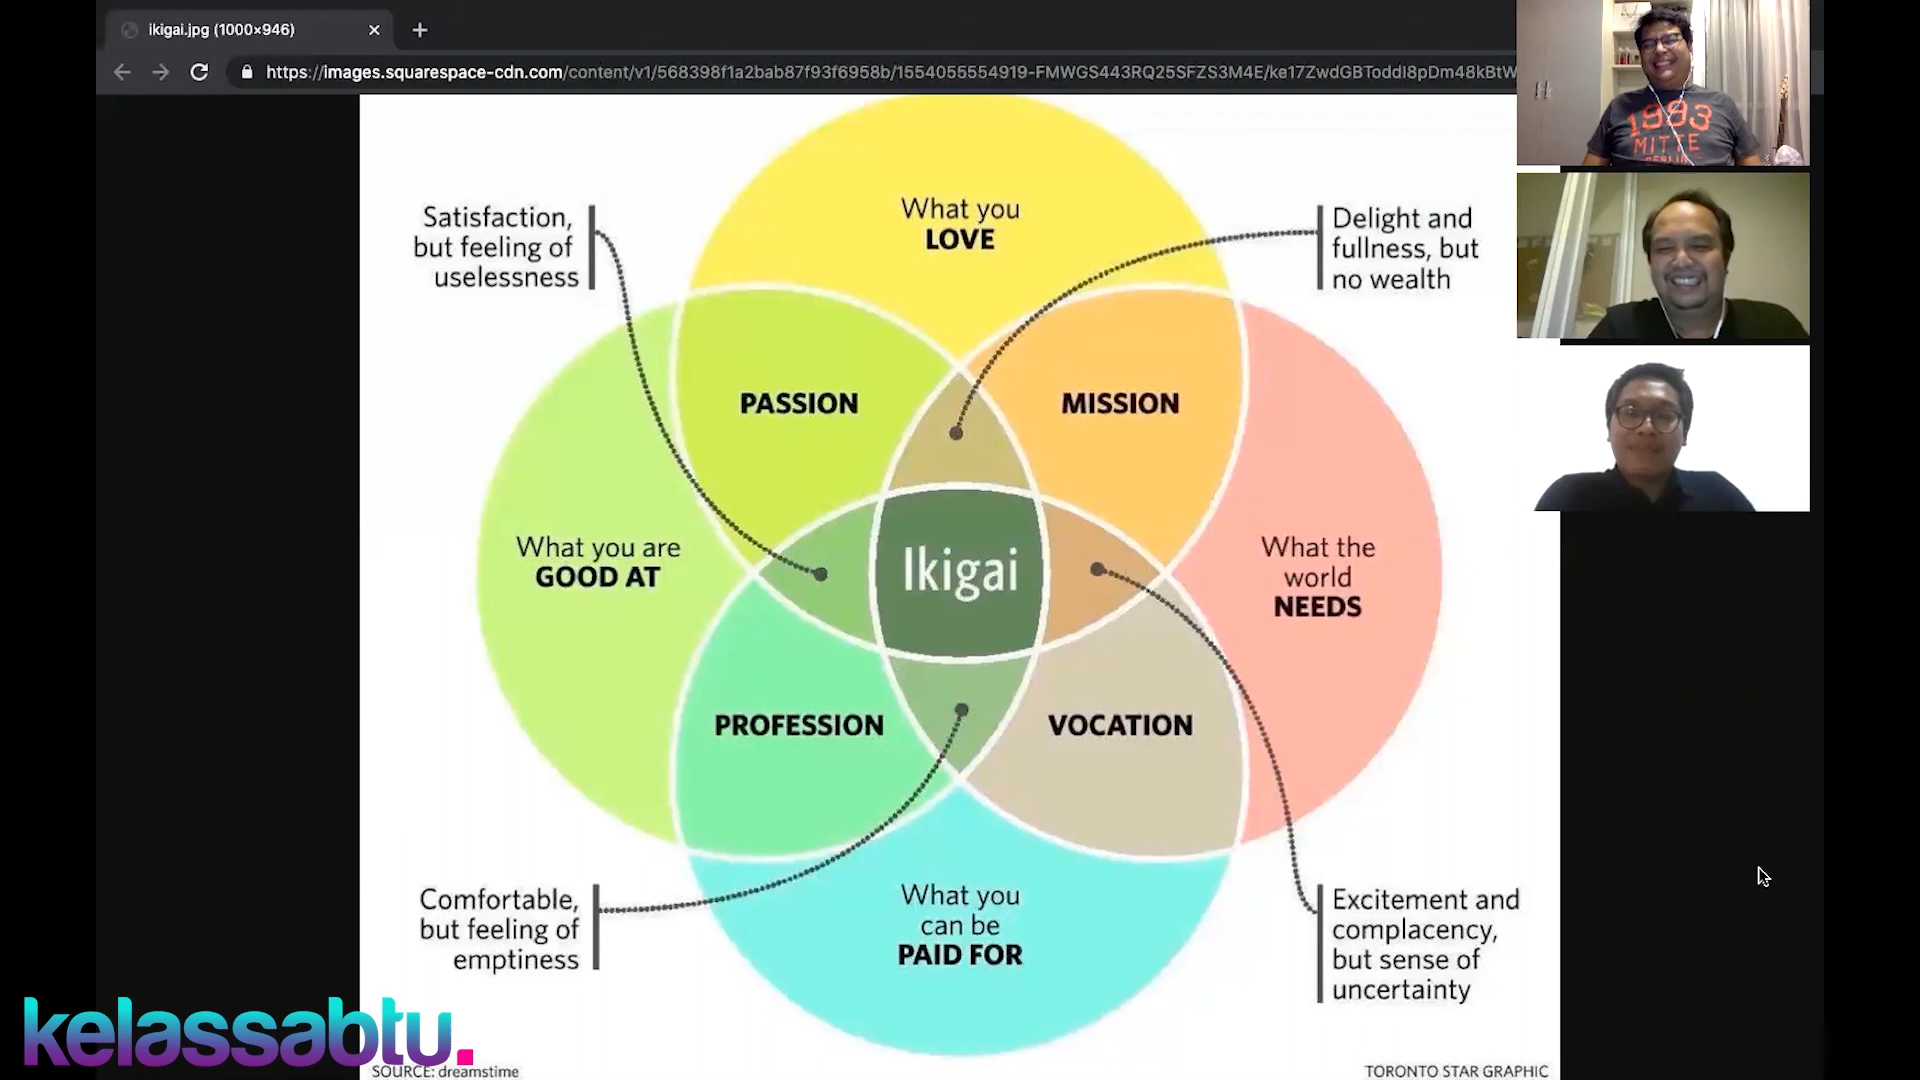 ikigai.jpg (1000×946)
https://images.squarespace-cdn.com/content/v1/568398f1a2bab87f93f6958b/1554055554919-FMWGS443RQ25SFZS3M4E/ke17ZwdGBToddI8pDm48kBtW
1993
MITTE
BERLIN
What you
LOVE
Satisfaction,
but feeling of
uselessness
Delight and
fullness, but
no wealth
PASSION
MISSION
What you are
GOOD AT
Ikigai
What the
world
NEEDS
PROFESSION
VOCATION
What you
can be
PAID FOR
Comfortable,
but feeling of
emptiness
Excitement and
complacency,
but sense of
uncertainty
kelassabtu.
SOURCE: dreamstime
TORONTO STAR GRAPHIC